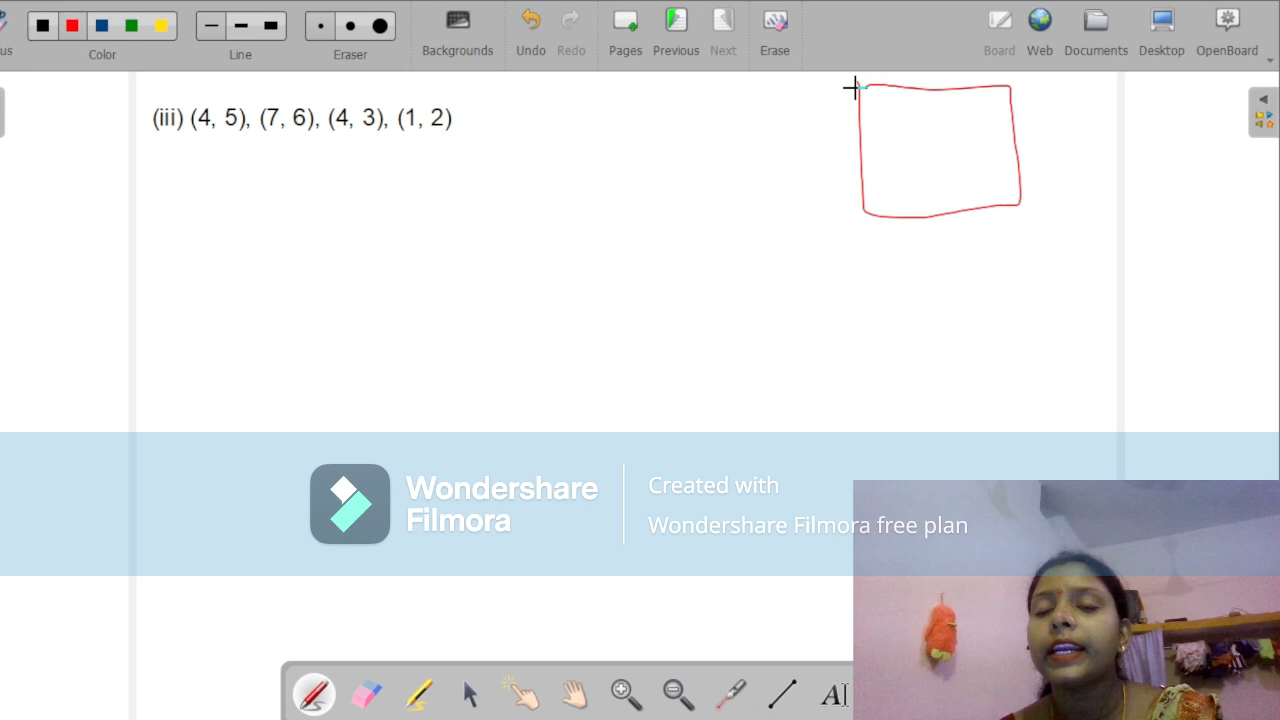 us
Color
Line
Eraser
Backgrounds
Undo
Redo
Pages
Previous
Next
Erase
Board
Web
Documents
Desktop
OpenBoard
(iii) (4, 5), (7, 6), (4, 3), (1, 2)
Wondershare
Filmora
Created with
Wondershare Filmora free plan